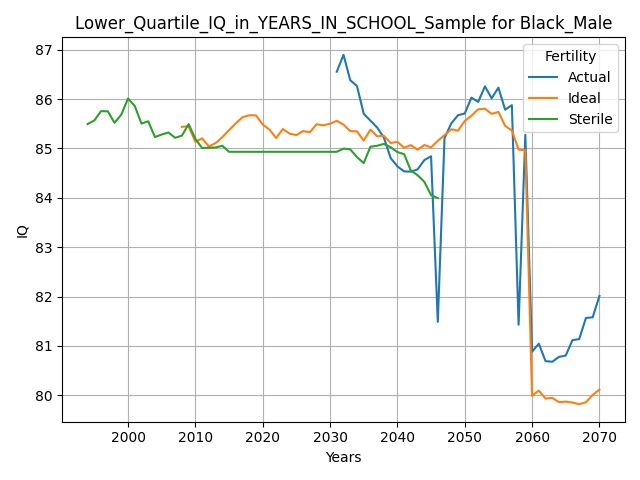 Lower_Quartile_IQ_in_YEARS_IN_SCHOOL_Sample for Black_Male
Fertility
Actual
Ideal
Sterile
87
86
85
84
83
82
81
80
IQ
2000 2010 2020 2030 2040 2050 2060 2070
Years